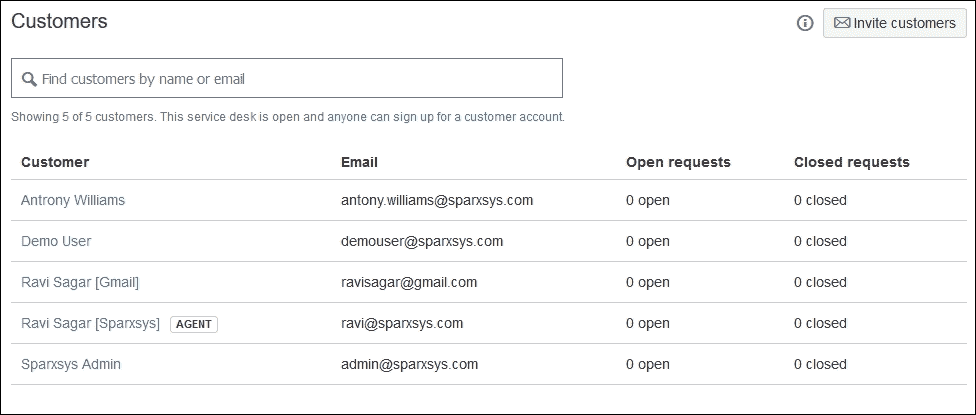 Customers
Invite customers
Find customers by name or email
Showing 5 of 5 customers. This service desk is open and anyone can sign up for a customer account.
Customer Email Open requests Closed requests
Antrony Williams antony.williams@sparxsys.com 0 open 0 closed
Demo User demouser@sparxsys.com 0 open 0 closed
Ravi Sagar [Gmail] ravisagar@gmail.com 0 open 0 closed
Ravi Sagar [Sparxsys] AGENT ravi@sparxsys.com 0 open 0 closed
Sparxsys Admin admin@sparxsys.com 0 open 0 closed